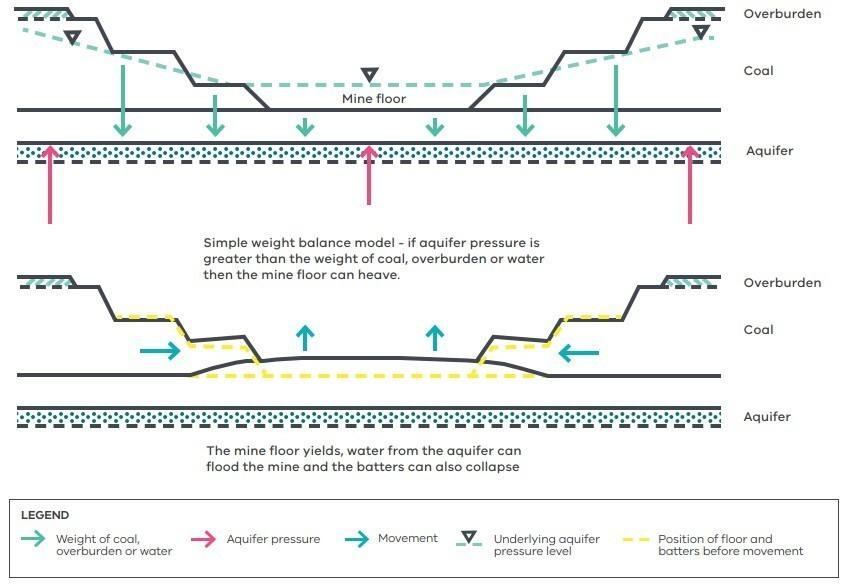 Overburden
Coal
Mine floor
Aquifer
Simple weight balance model - if aquifer pressure is
greater than the weight of coal, overburden or water
then the mine floor can heave.
Overburden
Coal
Aquifer
The mine floor yields, water from the aquifer can
flood the mine and the batters can also collapse
LEGEND
Weight of coal,
overburden or water
Aquifer pressure
Movement
Underlying aquifer
pressure level
Position of floor and
batters before movement